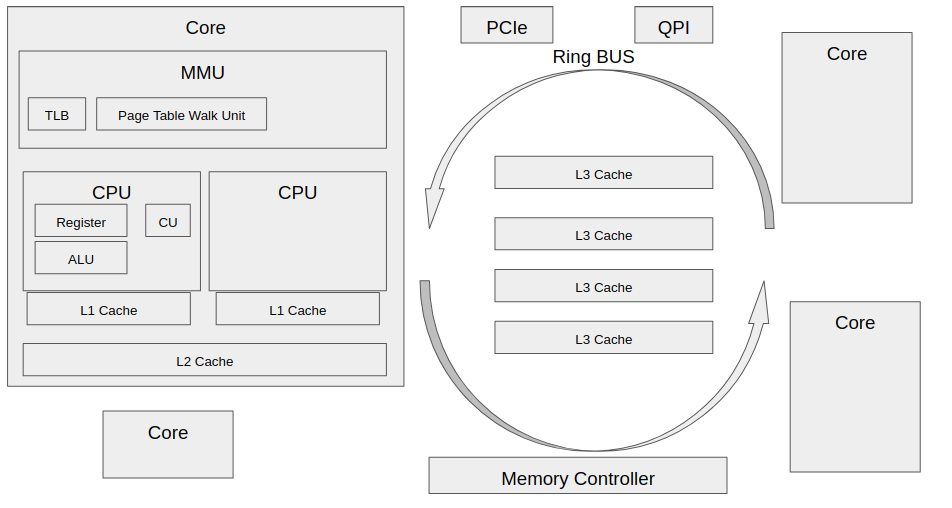 Core
MMU
TLB
Page Table Walk Unit
CPU
Register
CU
ALU
CPU
L1 Cache
L1 Cache
L2 Cache
Core
PCIe
QPI
Ring BUS
L3 Cache
L3 Cache
L3 Cache
L3 Cache
Memory Controller
Core
Core